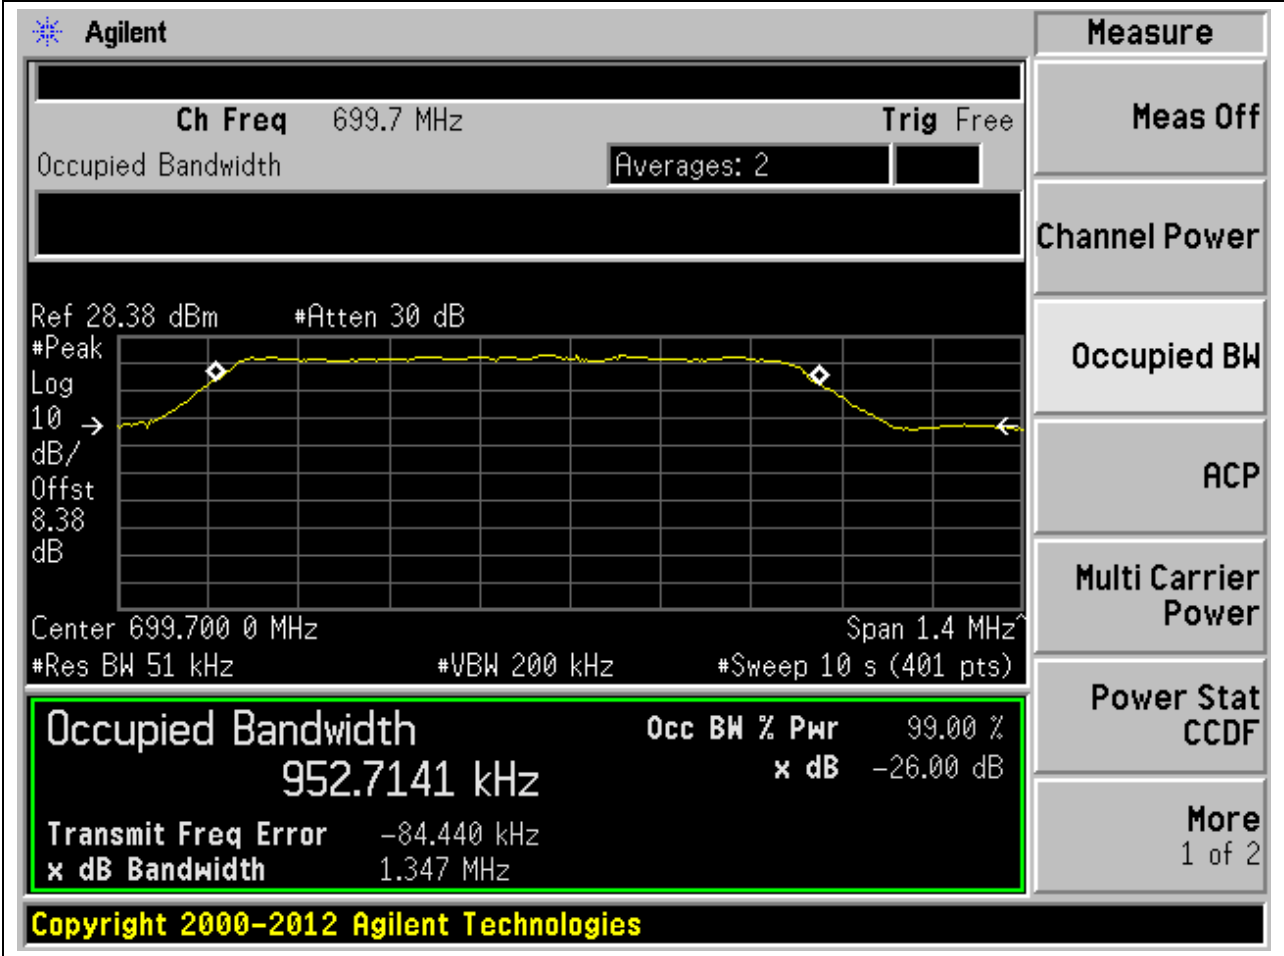 Agilent
Measure
Ch Freq 699.7 MHz Trig Free
Occupied Bandwidth Averages: 2
Meas Off
Channel Power
Occupied BW
ACP
Multi Carrier
Power
Power Stat
CCDF
More
1 of 2
Ref 28.38 dBm #Atten 30 dB
#Peak
Log
10
dB/
Offst
8.38
dB
Center 699.700 0 MHz Span 1.4 MHz^
#Res BW 51 kHz #VBW 200 kHz #Sweep 10 s (401 pts)
Occupied Bandwidth Occ BW % Pwr 99.00 %
952.7141 kHz x dB -26.00 dB
Transmit Freq Error -84.440 kHz
x dB Bandwidth 1.347 MHz
Copyright 2000-2012 Agilent Technologies